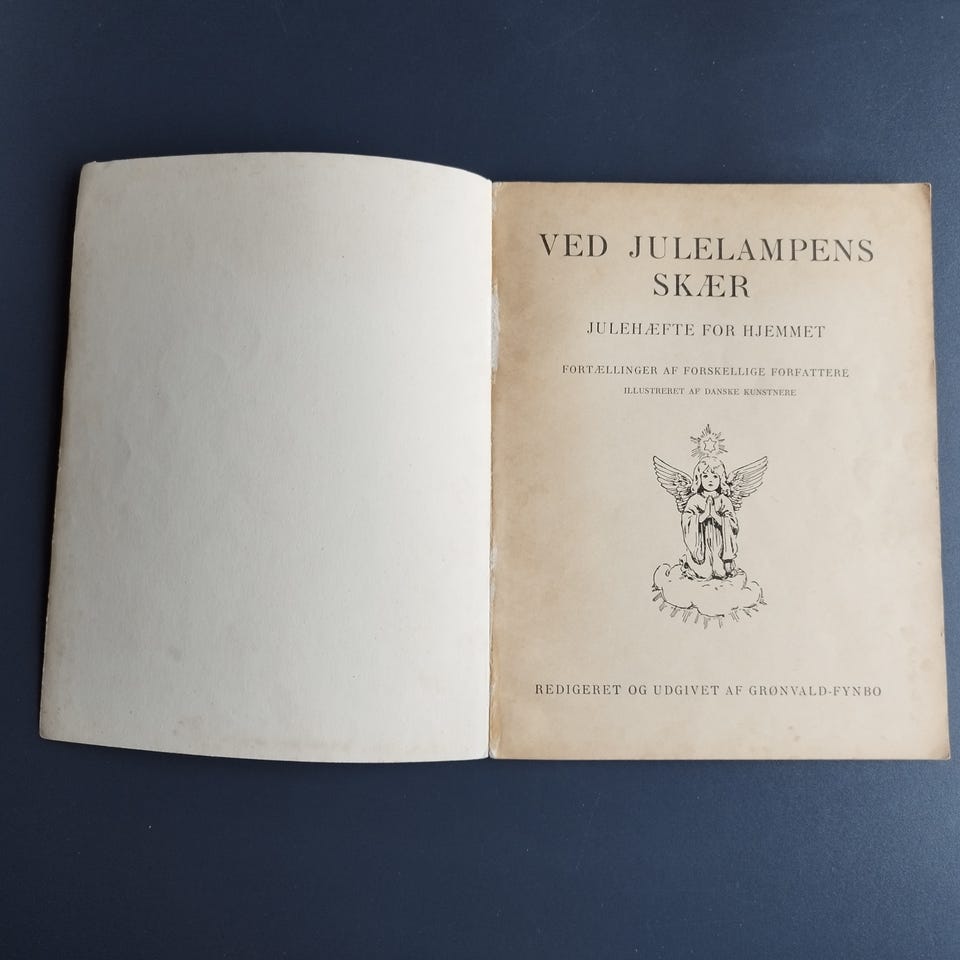 VED JULELAMPENS
SKÆR
JULEHÆFTE FOR HJEMMET
FORTÆLLINGER AF FORSKELLIGE FORFATTERE
ILLUSTRERET AF DANSKE KUNSTNERE
REDIGERET OG UDGIVET AF GRØNVALD-FYNBO